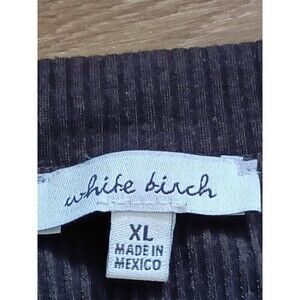 white birch
XL
MADE IN
MEXICO